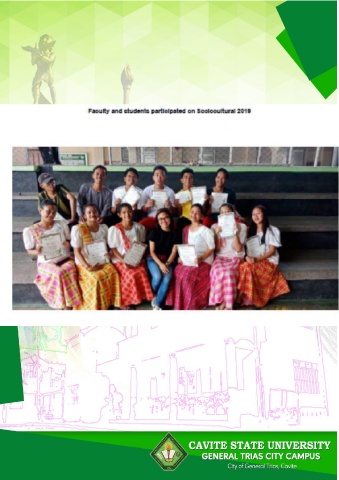 Faculty and students participated on Sociocultural 2019
CAVITE STATE UNIVERSITY
GENERAL TRIAS CITY CAMPUS
City of General Trias, Cavite